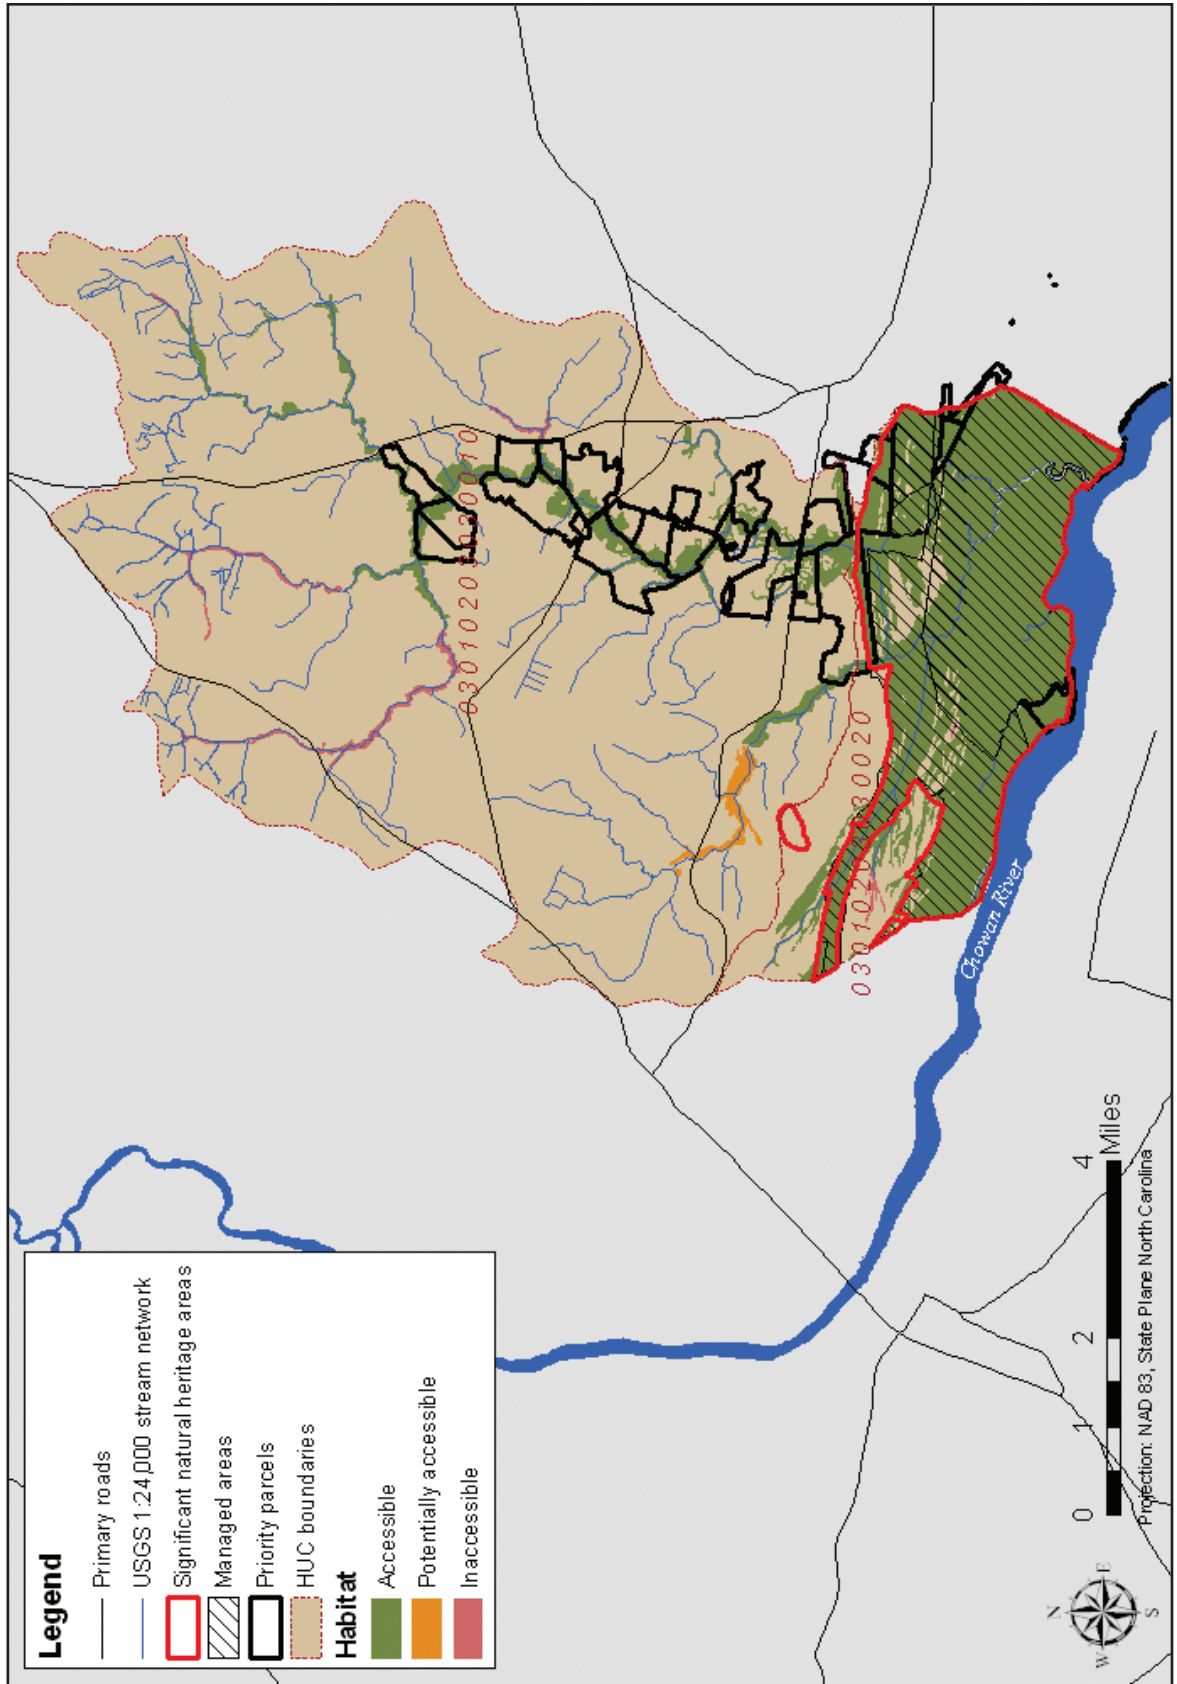 Legend
Primary roads
USGS 1:24,000 stream network
Significant natural heritage areas
Managed areas
Priority parcels
HUC boundaries
Habitat
Accessible
Potentially accessible
Inaccessible
03010203030010
03010203030020
Chowan River
N
W
E
S
0 1 2 4
Miles
Projection: NAD 83, State Plane North Carolina